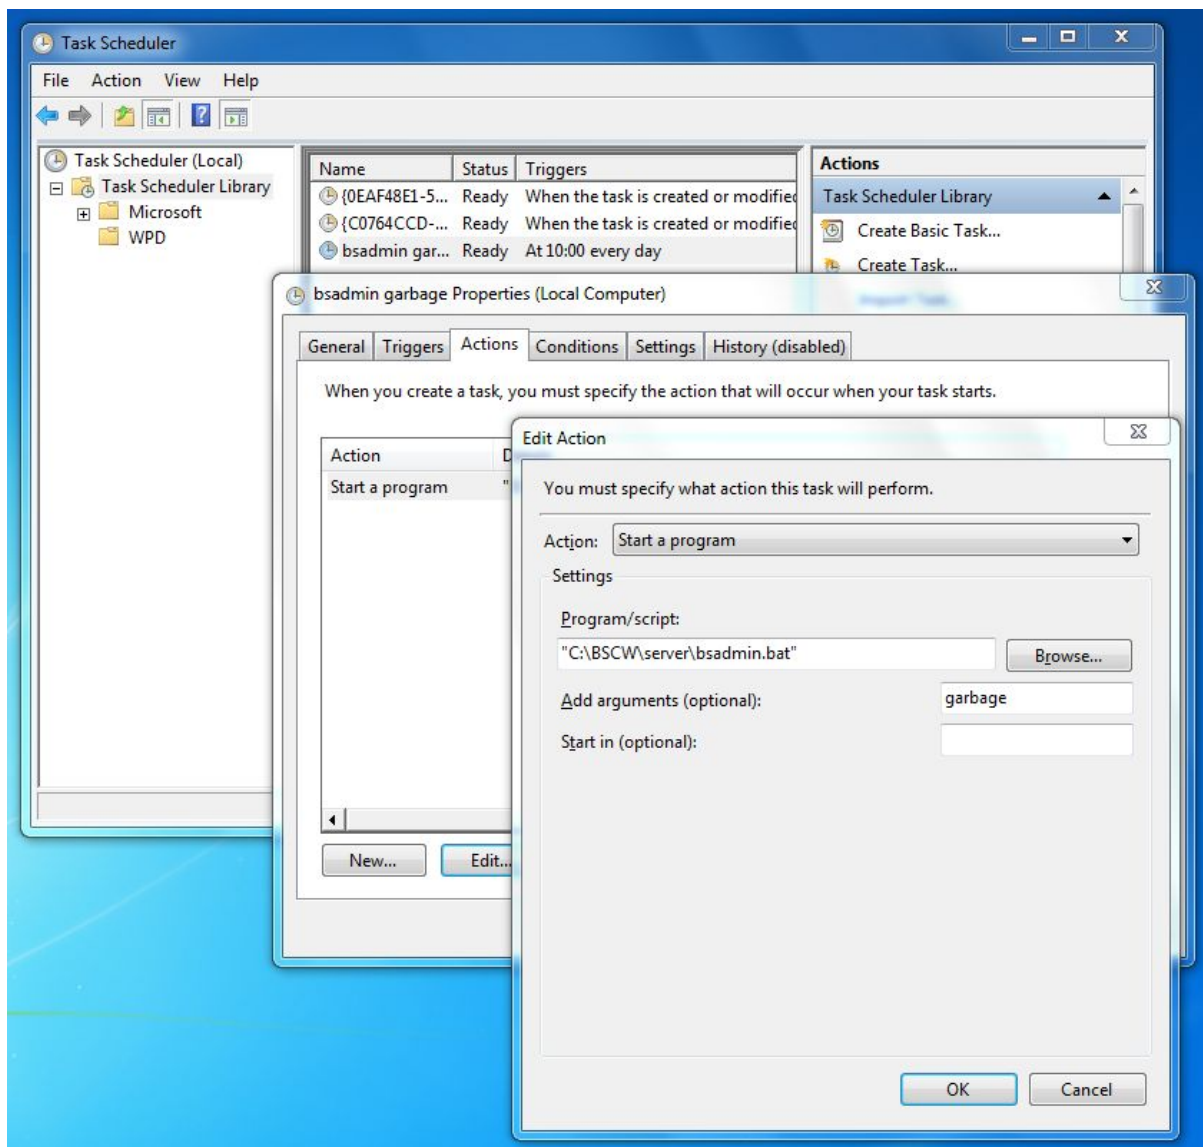 Task Scheduler
File Action View Help
Task Scheduler (Local)
Task Scheduler Library
Microsoft
WPD
Name Status Triggers
{0EAF48E1-5... Ready When the task is created or modified
{C0764CCD-... Ready When the task is created or modified
bsadmin gar... Ready At 10:00 every day
Actions
Task Scheduler Library
Create Basic Task...
Create Task...
Import Task...
bsadmin garbage Properties (Local Computer)
General Triggers Actions Conditions Settings History (disabled)
When you create a task, you must specify the action that will occur when your task starts.
Action D
Start a program "
New... Edit...
Edit Action
You must specify what action this task will perform.
Action: Start a program
Settings
Program/script:
"C:\BSCW\server\bsadmin.bat" Browse...
Add arguments (optional): garbage
Start in (optional):
OK Cancel